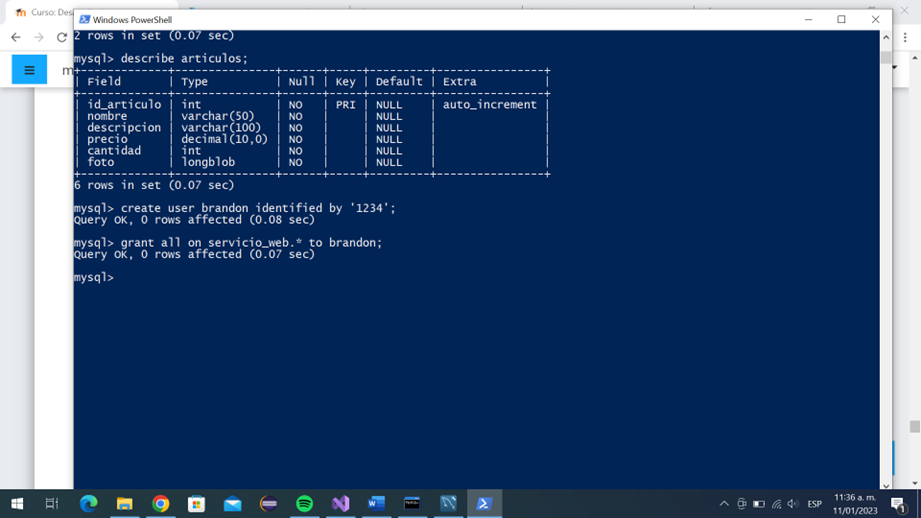 Curso: Des
Windows PowerShell
2 rows in set (0.07 sec)
mysql> describe articulos;
+-------------+--------------+------+-----+---------+----------------+
| Field | Type | Null | Key | Default | Extra |
+-------------+--------------+------+-----+---------+----------------+
| id_articulo | int | NO | PRI | NULL | auto_increment |
| nombre | varchar(50) | NO | | NULL | |
| descripcion | varchar(100) | NO | | NULL | |
| precio | decimal(10,0) | NO | | NULL | |
| cantidad | int | NO | | NULL | |
| foto | longblob | NO | | NULL | |
+-------------+--------------+------+-----+---------+----------------+
6 rows in set (0.07 sec)
mysql> create user brandon identified by '1234';
Query OK, 0 rows affected (0.08 sec)
mysql> grant all on servicio_web.* to brandon;
Query OK, 0 rows affected (0.07 sec)
mysql>
ESP
11:36 a. m.
11/01/2023
1